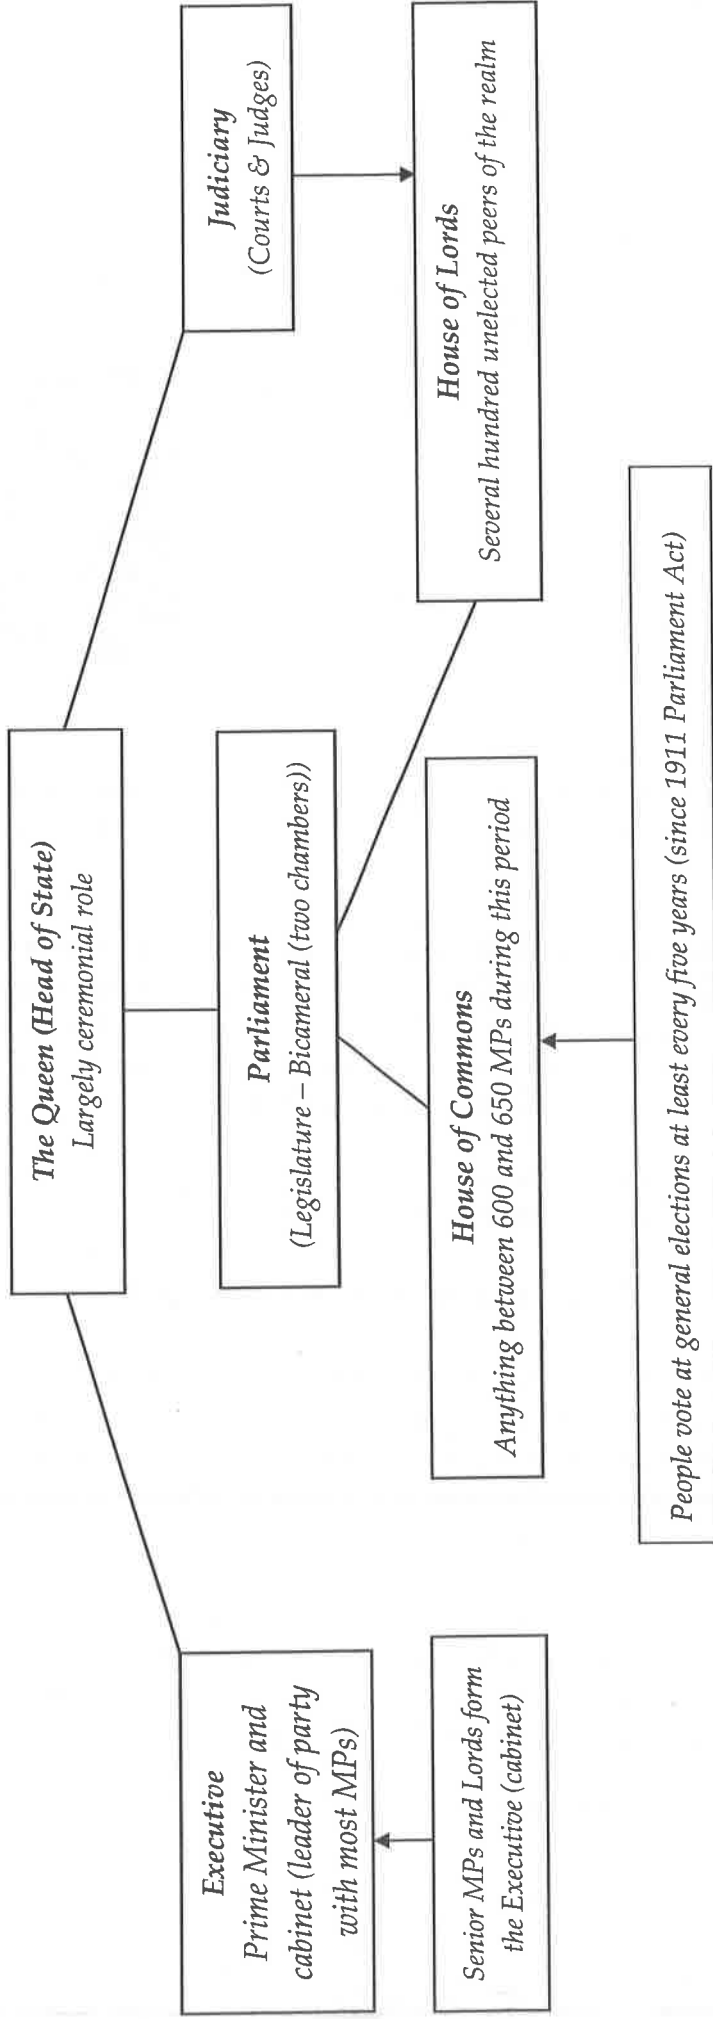 The Queen (Head of State)
Largely ceremonial role
Executive
Prime Minister and
cabinet (leader of party
with most MPs)
Parliament
(Legislature – Bicameral (two chambers))
Judiciary
(Courts & Judges)
Senior MPs and Lords form
the Executive (cabinet)
House of Commons
Anything between 600 and 650 MPs during this period
House of Lords
Several hundred unelected peers of the realm
People vote at general elections at least every five years (since 1911 Parliament Act)